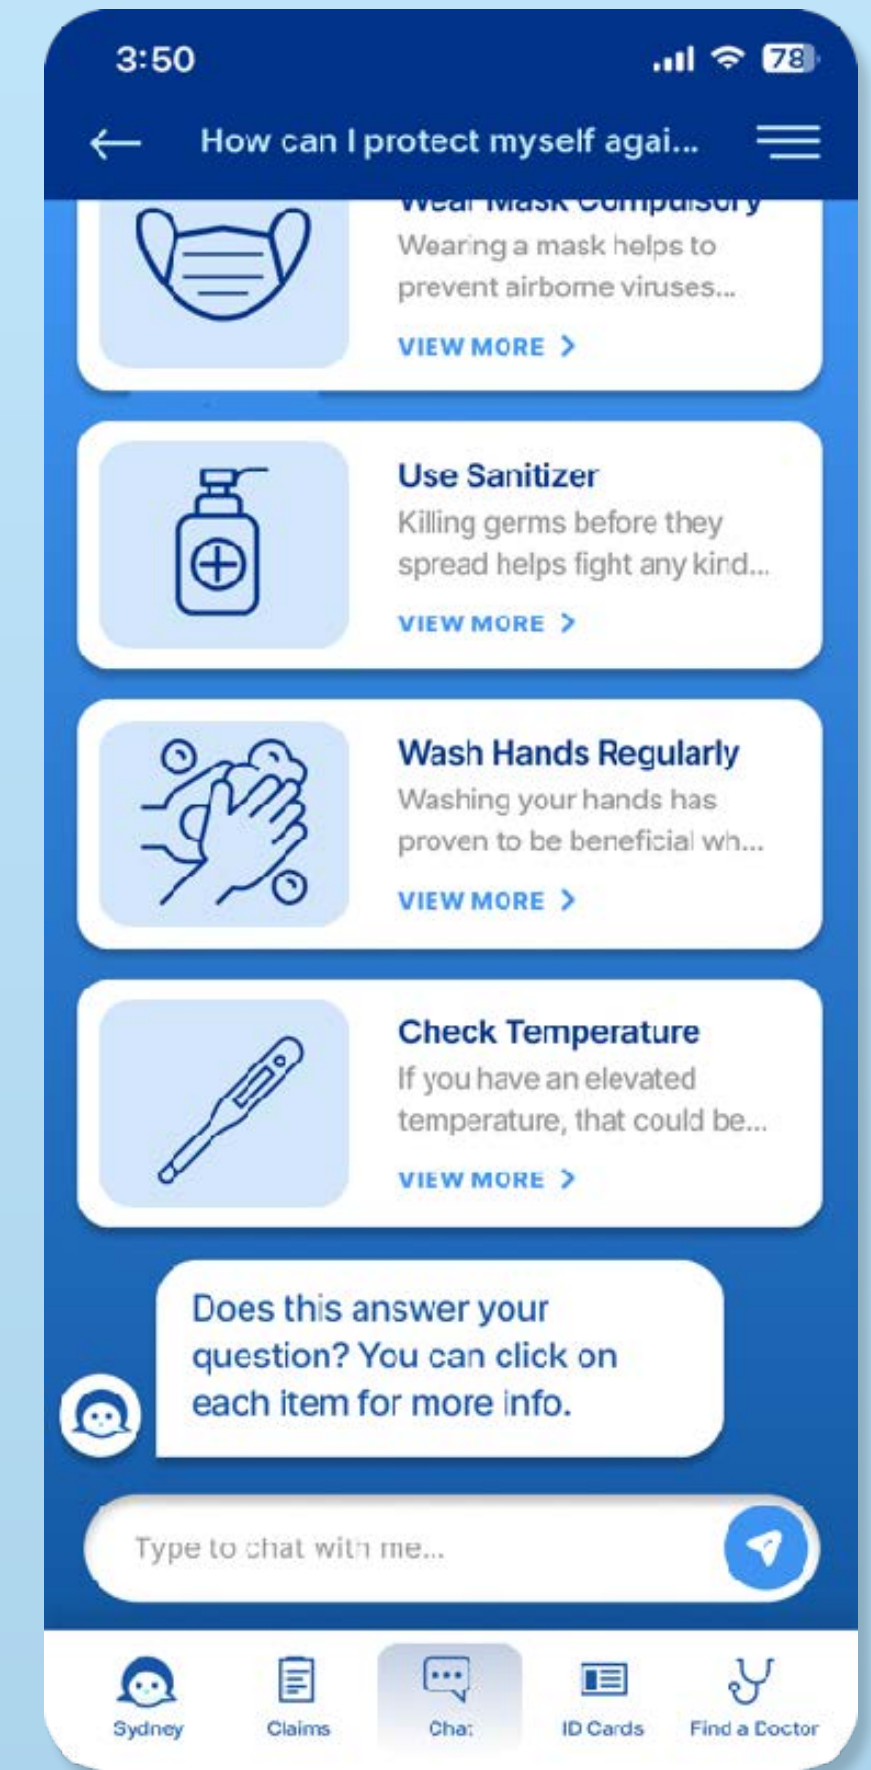 3:50
78
How can I protect myself agai...
Wear Mask Compulsory
Wearing a mask helps to
prevent airborne viruses...
VIEW MORE >
Use Sanitizer
Killing germs before they
spread helps fight any kind...
VIEW MORE >
Wash Hands Regularly
Washing your hands has
proven to be beneficial wh...
VIEW MORE >
Check Temperature
If you have an elevated
temperature, that could be...
VIEW MORE >
Does this answer your
question? You can click on
each item for more info.
Type to chat with me...
Sydney Claims Chat ID Cards Find a Doctor